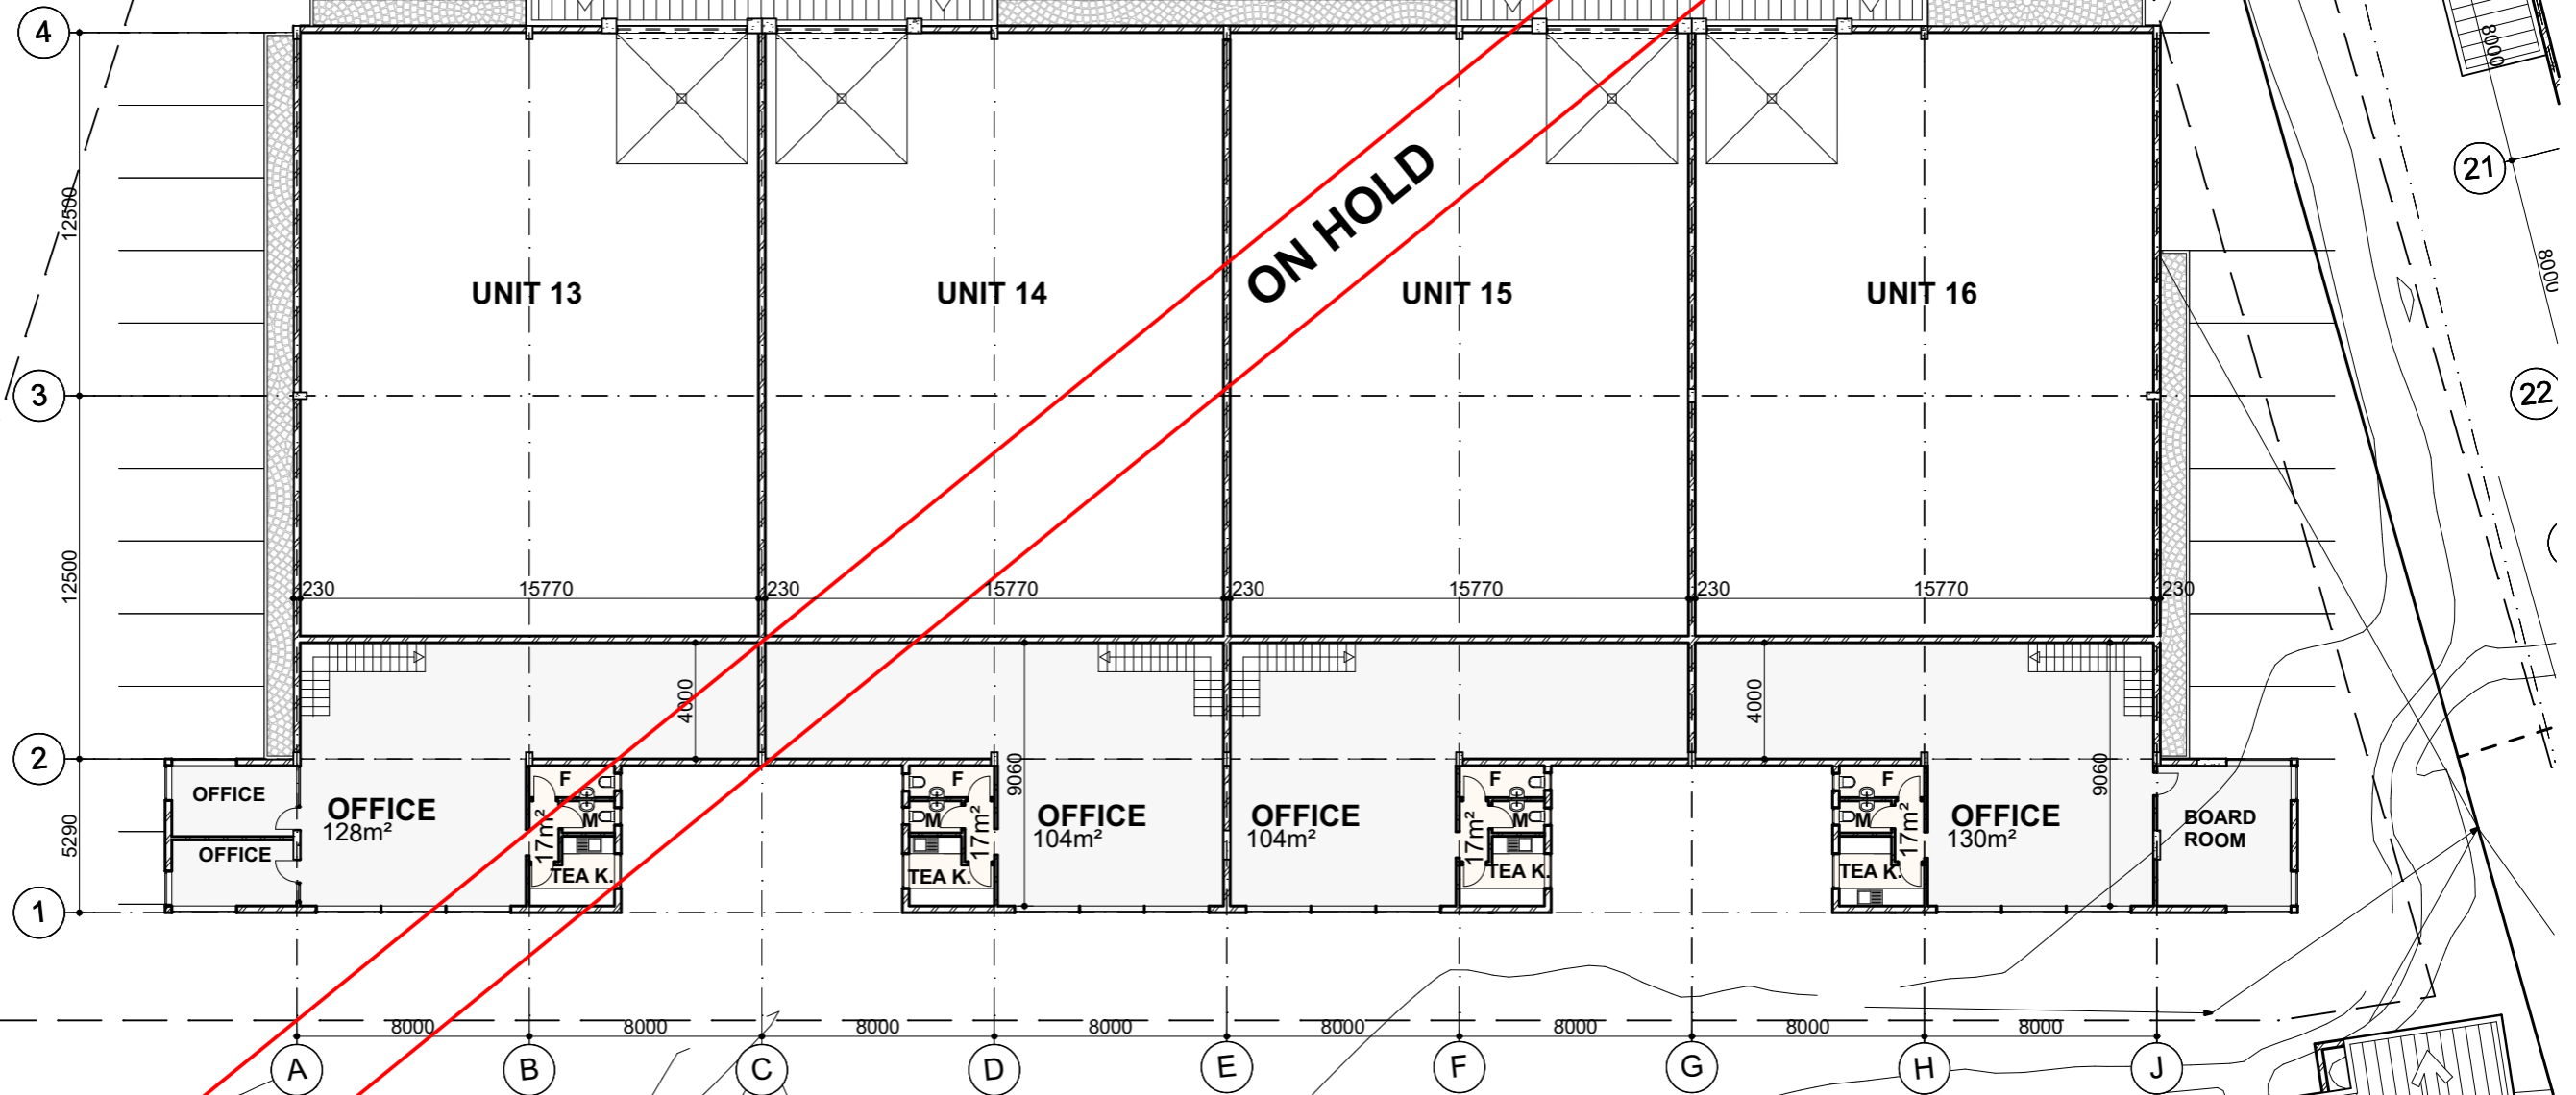 4
8000
21
12500
ON HOLD
8000
UNIT 13
UNIT 14
UNIT 15
UNIT 16
3
22
12500
230
15770
230
15770
230
15770
230
15770
230
4000
4000
2
9060
9060
OFFICE
OFFICE
128m²
F
M
17m²
TEA K.
F
M
17m²
TEA K.
OFFICE
104m²
OFFICE
104m²
F
M
17m²
TEA K.
F
M
17m²
TEA K.
OFFICE
130m²
BOARD
ROOM
5290
OFFICE
1
8000
8000
8000
8000
8000
8000
8000
8000
A
B
C
D
E
F
G
H
J